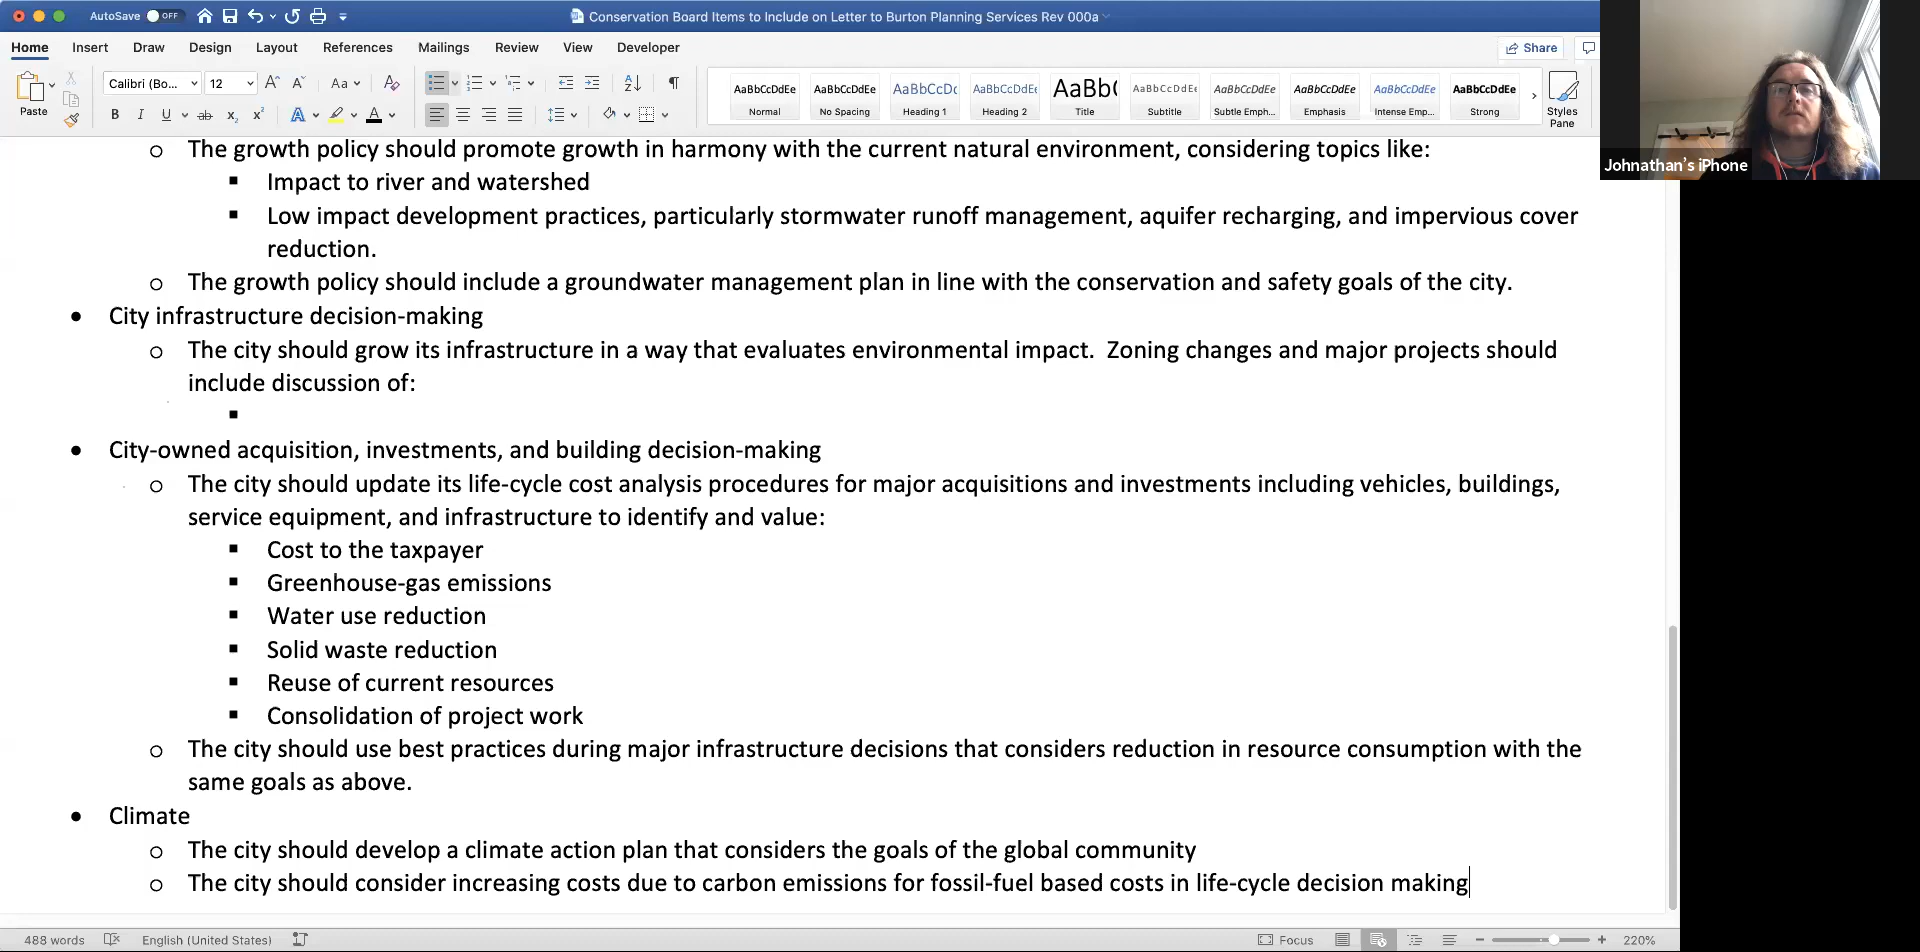 AutoSave OFF
Conservation Board Items to Include on Letter to Burton Planning Services Rev 000a
Home Insert Draw Design Layout References Mailings Review View Developer Share
Paste
Calibri (Bo... 12
AaBbCcDdEe AaBbCcDdEe AaBbCcDc AaBbCcDdEe AaBb( AaBbCcDdEe AaBbCcDdEe AaBbCcDdEe AaBbCcDdEe AaBbCcDdEe
Normal No Spacing Heading 1 Heading 2 Title Subtitle Subtle Emph... Emphasis Intense Emp... Strong
Styles
Pane
Johnathan's iPhone
o The growth policy should promote growth in harmony with the current natural environment, considering topics like:
▪ Impact to river and watershed
▪ Low impact development practices, particularly stormwater runoff management, aquifer recharging, and impervious cover
reduction.
o The growth policy should include a groundwater management plan in line with the conservation and safety goals of the city.
• City infrastructure decision-making
o The city should grow its infrastructure in a way that evaluates environmental impact.  Zoning changes and major projects should
include discussion of:
▪
• City-owned acquisition, investments, and building decision-making
o The city should update its life-cycle cost analysis procedures for major acquisitions and investments including vehicles, buildings,
service equipment, and infrastructure to identify and value:
▪ Cost to the taxpayer
▪ Greenhouse-gas emissions
▪ Water use reduction
▪ Solid waste reduction
▪ Reuse of current resources
▪ Consolidation of project work
o The city should use best practices during major infrastructure decisions that considers reduction in resource consumption with the
same goals as above.
• Climate
o The city should develop a climate action plan that considers the goals of the global community
o The city should consider increasing costs due to carbon emissions for fossil-fuel based costs in life-cycle decision making
488 words English (United States) Focus 220%